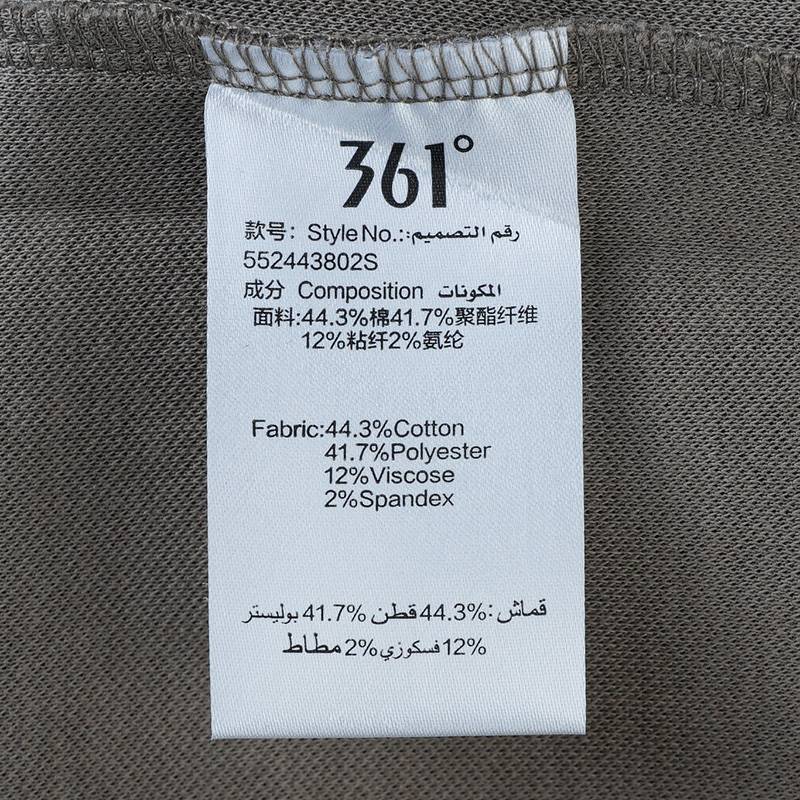 361°
款号： Style No.:رقم التصميم:
552443802S
成分 Composition المكونات
面料:44.3%棉41.7%聚酯纤维
12%粘纤2%氨纶
Fabric:44.3%Cotton
41.7%Polyester
12%Viscose
2%Spandex
قماش:44.3% قطن 41.7% بوليستر
12% فسكوزي 2% مطاط